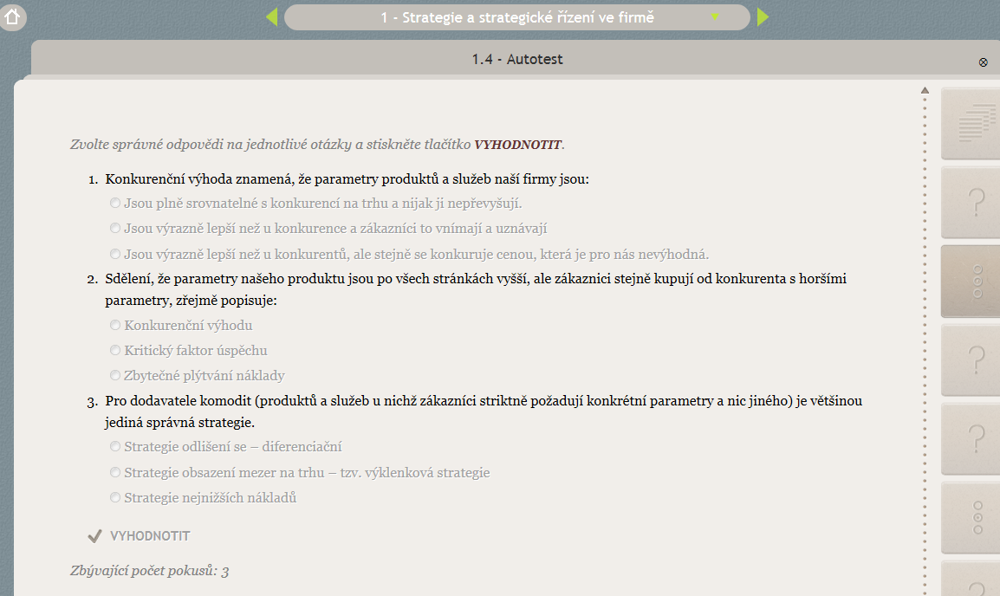 1 - Strategie a strategické řízení ve firmě
1.4 - Autotest
Zvolte správné odpovědi na jednotlivé otázky a stiskněte tlačítko VYHODNOTIT.
1. Konkurenční výhoda znamená, že parametry produktů a služeb naší firmy jsou:
Jsou plně srovnatelné s konkurencí na trhu a nijak ji nepřevyšují.
Jsou výrazně lepší než u konkurence a zákazníci to vnímají a uznávají
Jsou výrazně lepší než u konkurentů, ale stejně se konkuruje cenou, která je pro nás nevýhodná.
2. Sdělení, že parametry našeho produktu jsou po všech stránkách vyšší, ale zákaznici stejně kupují od konkurenta s horšími
parametry, zřejmě popisuje:
Konkurenční výhodu
Kritický faktor úspěchu
Zbytečné plýtvání náklady
3. Pro dodavatele komodit (produktů a služeb u nichž zákazníci striktně požadují konkrétní parametry a nic jiného) je většinou
jediná správná strategie.
Strategie odlišení se – diferenciační
Strategie obsazení mezer na trhu – tzv. výklenková strategie
Strategie nejnižších nákladů
VYHODNOTIT
Zbývající počet pokusů: 3